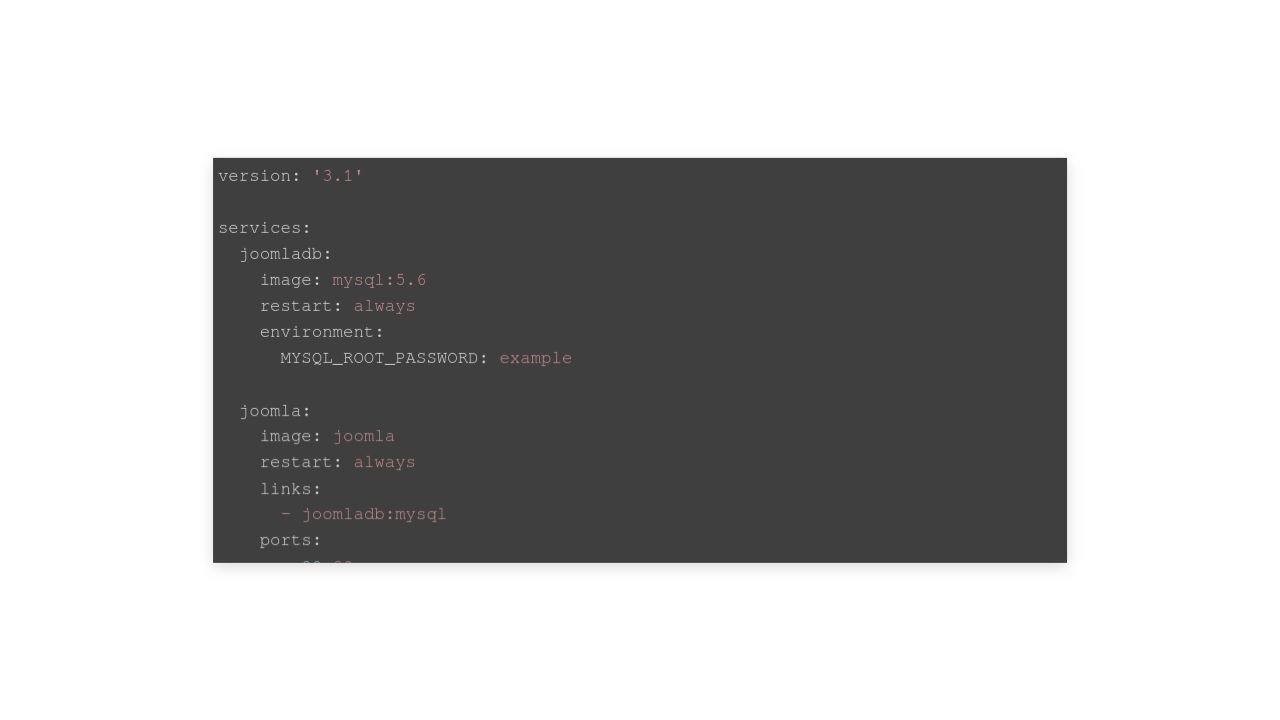 version: '3.1'

services:
  joomladb:
    image: mysql:5.6
    restart: always
    environment:
      MYSQL_ROOT_PASSWORD: example

  joomla:
    image: joomla
    restart: always
    links:
      - joomladb:mysql
    ports: